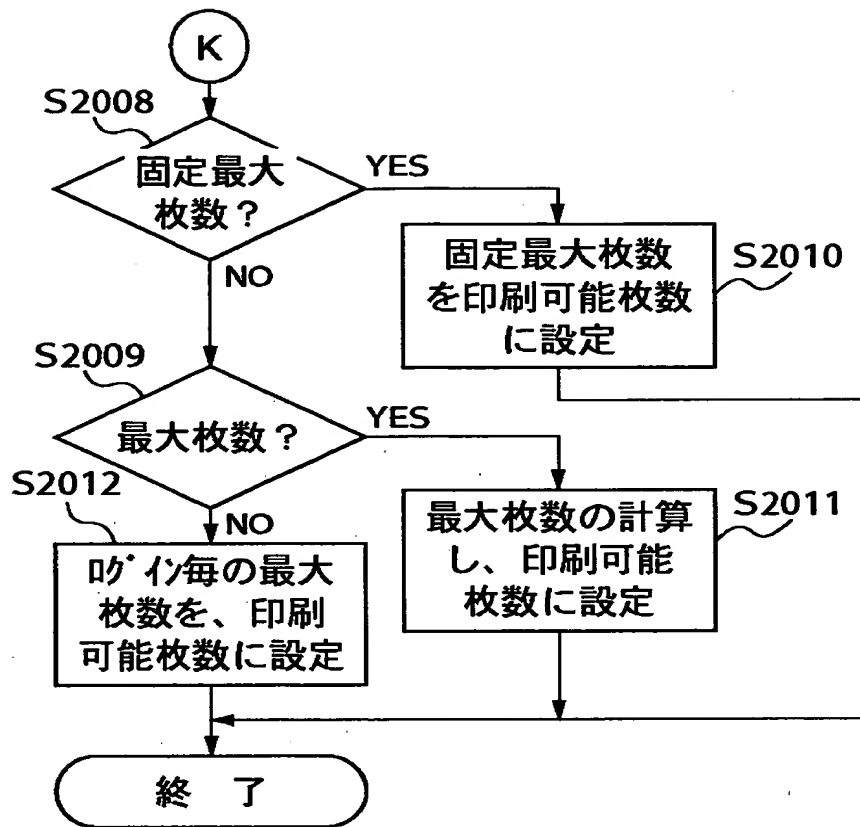 K
S2008
固定最大
枚数?
YES
NO
固定最大枚数
を印刷可能枚数
に設定
S2010
S2009
最大枚数?
YES
NO
S2012
ﾛｸﾞｲﾝ毎の最大
枚数を、印刷
可能枚数に設定
最大枚数の計算
し、印刷可能
枚数に設定
S2011
終 了